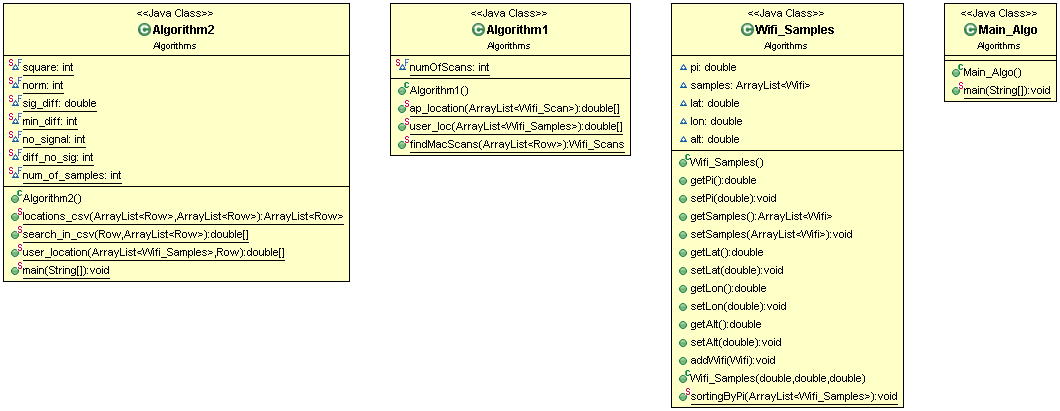 <<Java Class>>
Algorithm2
Algorithms
square: int
norm: int
sig_diff: double
min_diff: int
no_signal: int
diff_no_sig: int
num_of_samples: int
Algorithm2()
locations_csv(ArrayList<Row>,ArrayList<Row>):ArrayList<Row>
search_in_csv(Row,ArrayList<Row>):double[]
user_location(ArrayList<Wifi_Samples>,Row):double[]
main(String[]):void
<<Java Class>>
Algorithm1
Algorithms
numOfScans: int
Algorithm1()
ap_location(ArrayList<Wifi_Scan>):double[]
user_loc(ArrayList<Wifi_Samples>):double[]
findMacScans(ArrayList<Row>):Wifi_Scans
<<Java Class>>
Wifi_Samples
Algorithms
pi: double
samples: ArrayList<Wifi>
lat: double
lon: double
alt: double
Wifi_Samples()
getPi():double
setPi(double):void
getSamples():ArrayList<Wifi>
setSamples(ArrayList<Wifi>):void
getLat():double
setLat(double):void
getLon():double
setLon(double):void
getAlt():double
setAlt(double):void
addWifi(Wifi):void
Wifi_Samples(double,double,double)
sortingByPi(ArrayList<Wifi_Samples>):void
<<Java Class>>
Main_Algo
Algorithms
Main_Algo()
main(String[]):void